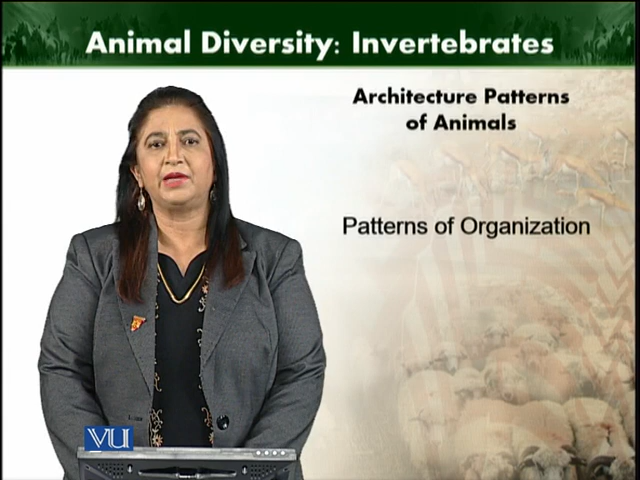 Animal Diversity: Invertebrates
Architecture Patterns
of Animals
Patterns of Organization
VU